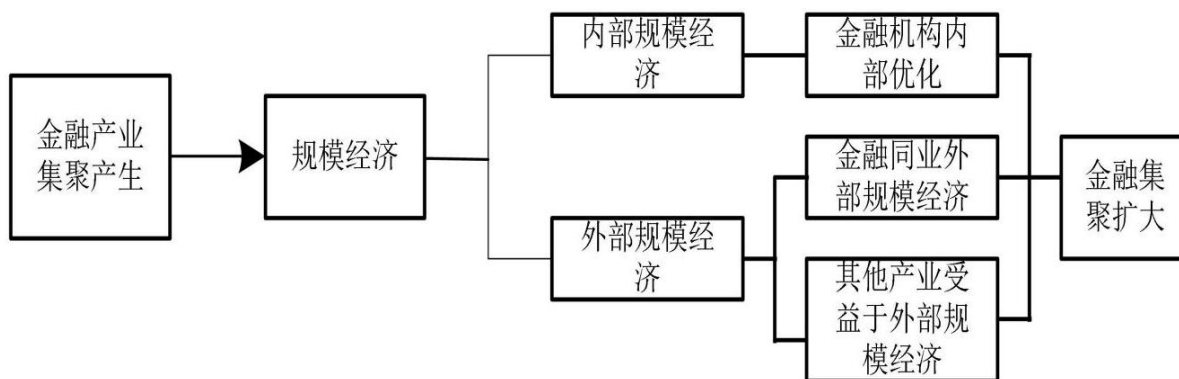 金融产业
集聚产生
规模经济
内部规模经
济
金融机构内
部优化
外部规模经
济
金融同业外
部规模经济
其他产业受
益于外部规
模经济
金融集
聚扩大